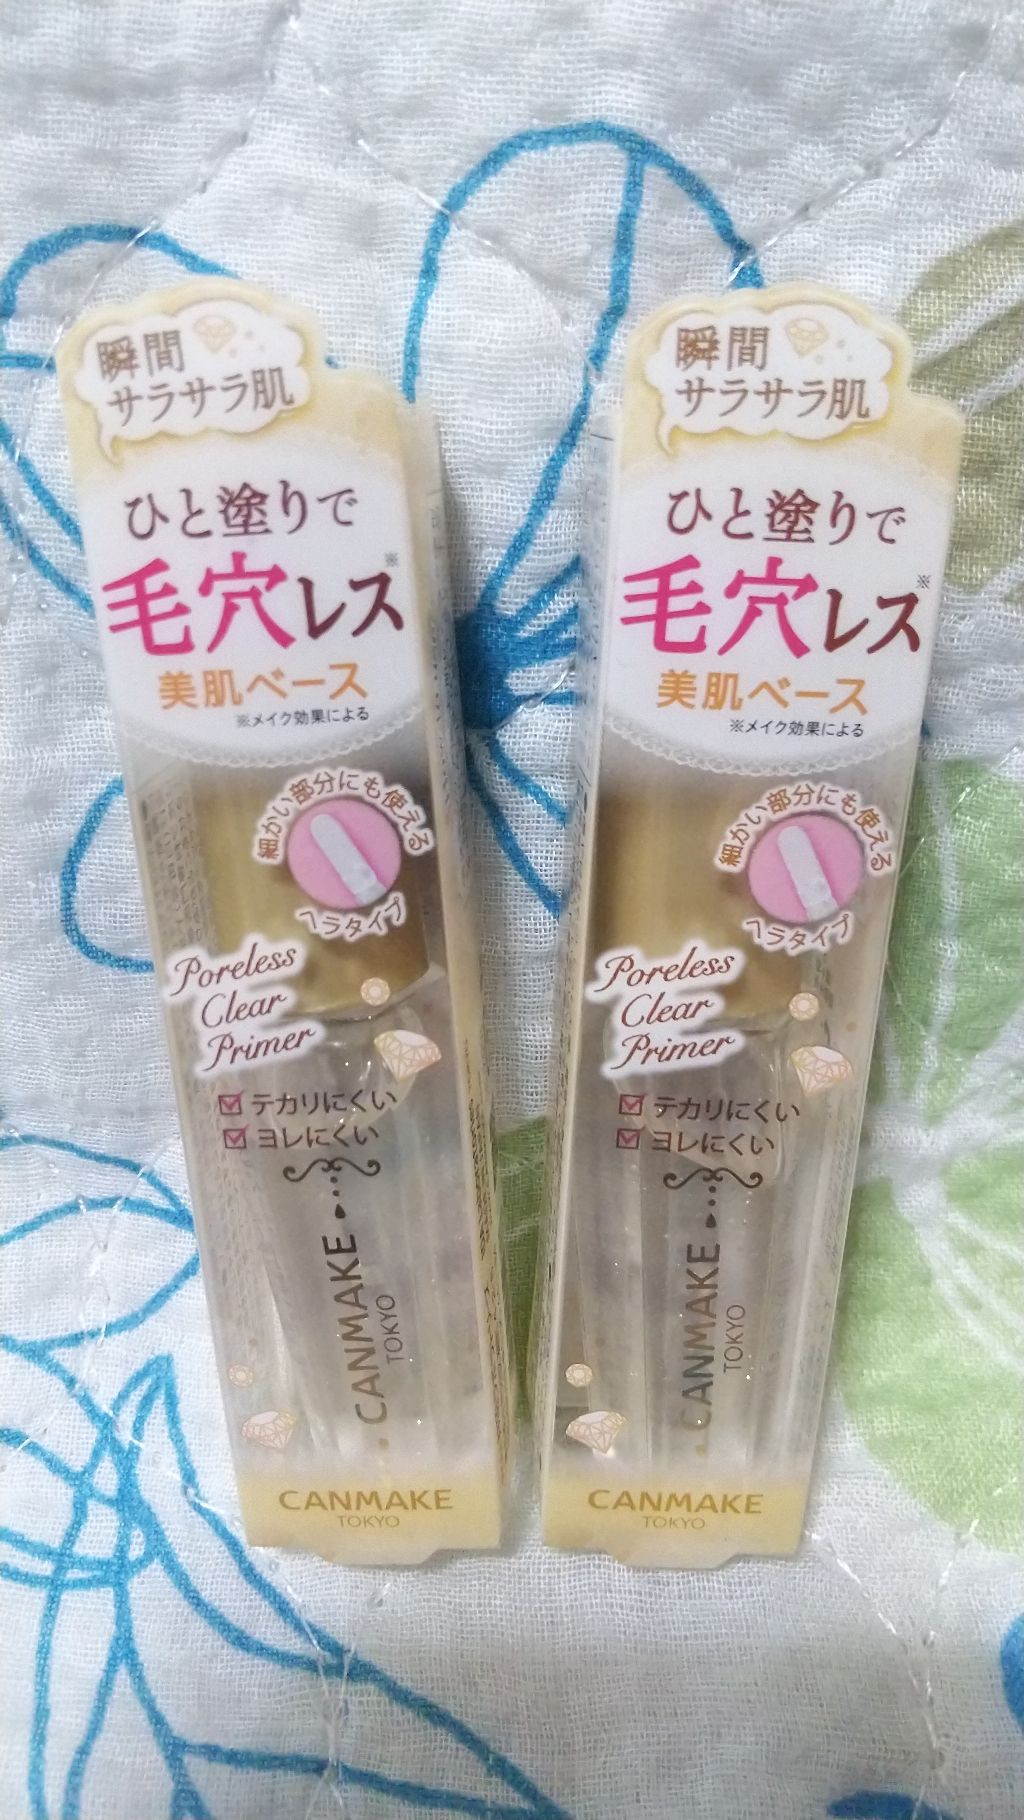 瞬間
サラサラ肌
ひと塗りで
毛穴レス※
美肌ベース
※メイク効果による
細かい部分にも使える
ヘラタイプ
Poreless
Clear
Primer
テカリにくい
ヨレにくい
CANMAKE
TOKYO
CANMAKE
TOKYO
瞬間
サラサラ肌
ひと塗りで
毛穴レス※
美肌ベース
※メイク効果による
細かい部分にも使える
ヘラタイプ
Poreless
Clear
Primer
テカリにくい
ヨレにくい
CANMAKE
TOKYO
CANMAKE
TOKYO